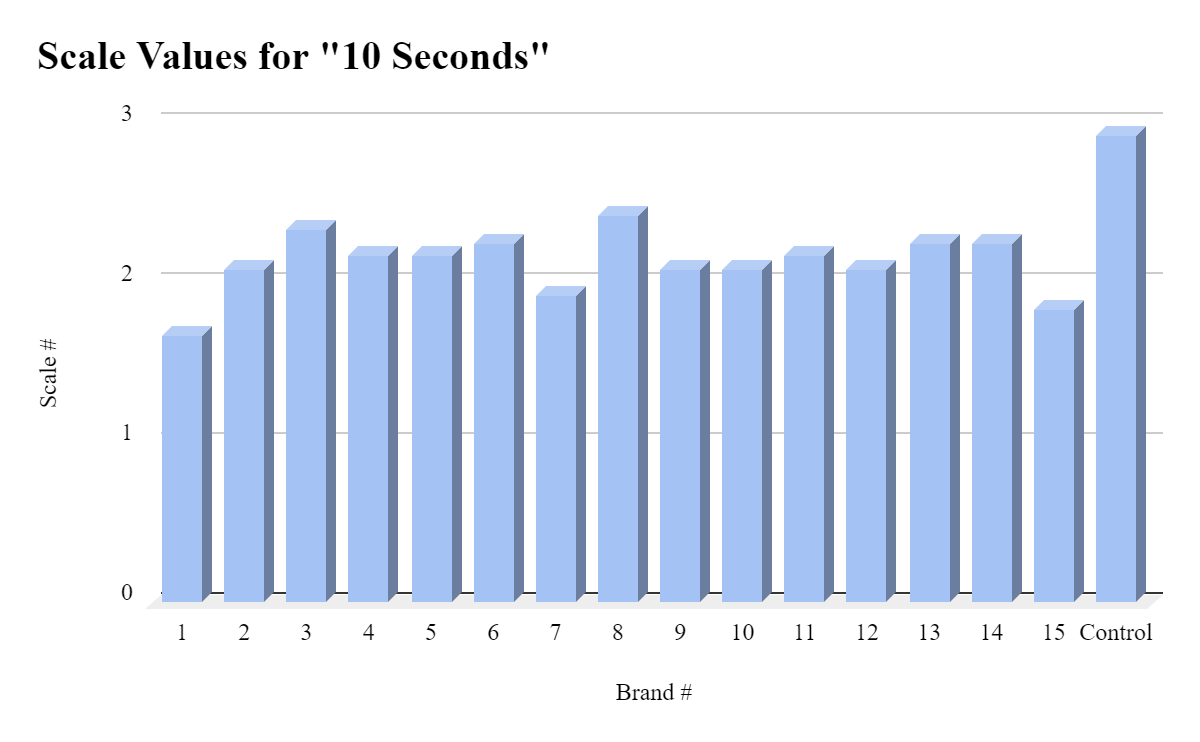 Scale Values for "10 Seconds"
3
2
1
0
Scale #
1 2 3 4 5 6 7 8 9 10 11 12 13 14 15 Control
Brand #